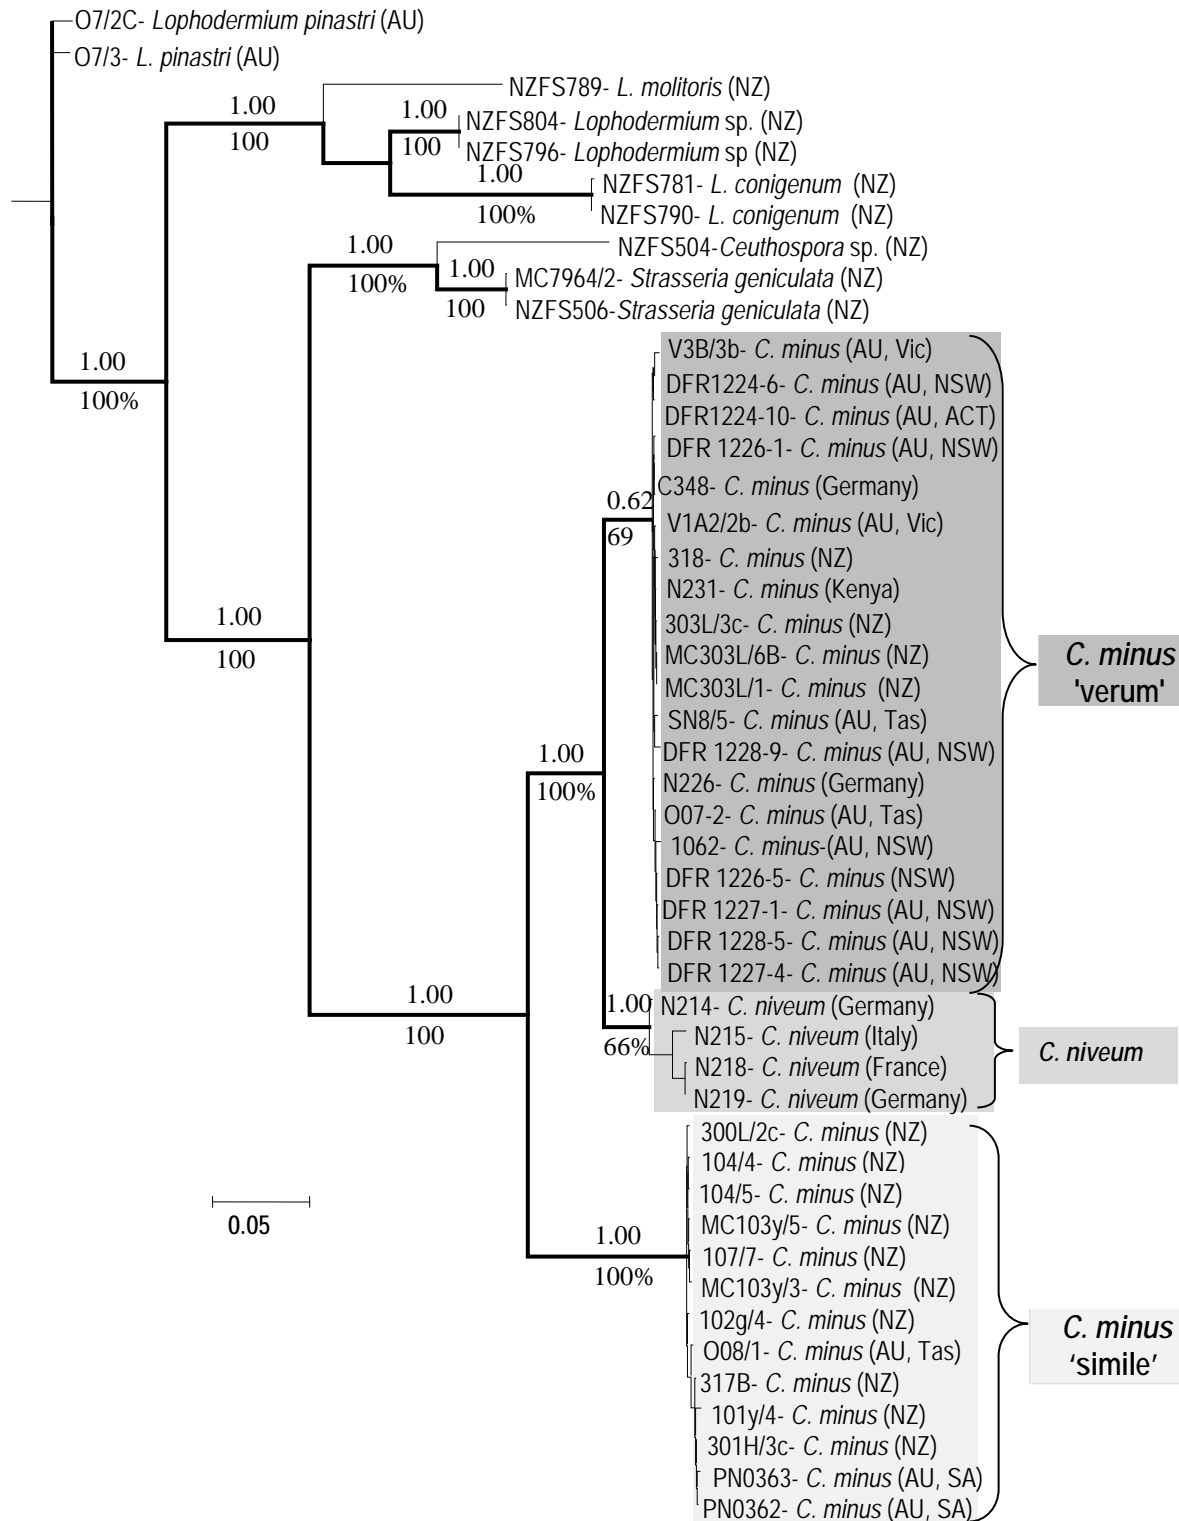 O7/2C- Lophodermium pinastri (AU)
O7/3- L. pinastri (AU)
NZFS789- L. molitoris (NZ)
1.00
100
1.00
100
NZFS804- Lophodermium sp. (NZ)
NZFS796- Lophodermium sp (NZ)
1.00
100%
NZFS781- L. conigenum (NZ)
NZFS790- L. conigenum (NZ)
NZFS504-Ceuthospora sp. (NZ)
1.00
100%
1.00
100
MC7964/2- Strasseria geniculata (NZ)
NZFS506-Strasseria geniculata (NZ)
1.00
100%
V3B/3b- C. minus (AU, Vic)
DFR1224-6- C. minus (AU, NSW)
DFR1224-10- C. minus (AU, ACT)
DFR 1226-1- C. minus (AU, NSW)
C348- C. minus (Germany)
0.62
69
V1A2/2b- C. minus (AU, Vic)
318- C. minus (NZ)
N231- C. minus (Kenya)
303L/3c- C. minus (NZ)
MC303L/6B- C. minus (NZ)
MC303L/1- C. minus (NZ)
SN8/5- C. minus (AU, Tas)
DFR 1228-9- C. minus (AU, NSW)
N226- C. minus (Germany)
O07-2- C. minus (AU, Tas)
1062- C. minus-(AU, NSW)
DFR 1226-5- C. minus (NSW)
DFR 1227-1- C. minus (AU, NSW)
DFR 1228-5- C. minus (AU, NSW)
DFR 1227-4- C. minus (AU, NSW)
C. minus
'verum'
1.00
100
1.00
100%
1.00
100
1.00
66%
N214- C. niveum (Germany)
N215- C. niveum (Italy)
N218- C. niveum (France)
N219- C. niveum (Germany)
C. niveum
300L/2c- C. minus (NZ)
104/4- C. minus (NZ)
104/5- C. minus (NZ)
MC103y/5- C. minus (NZ)
107/7- C. minus (NZ)
MC103y/3- C. minus (NZ)
102g/4- C. minus (NZ)
O08/1- C. minus (AU, Tas)
317B- C. minus (NZ)
101y/4- C. minus (NZ)
301H/3c- C. minus (NZ)
PN0363- C. minus (AU, SA)
PN0362- C. minus (AU, SA)
1.00
100%
C. minus
‘simile’
0.05